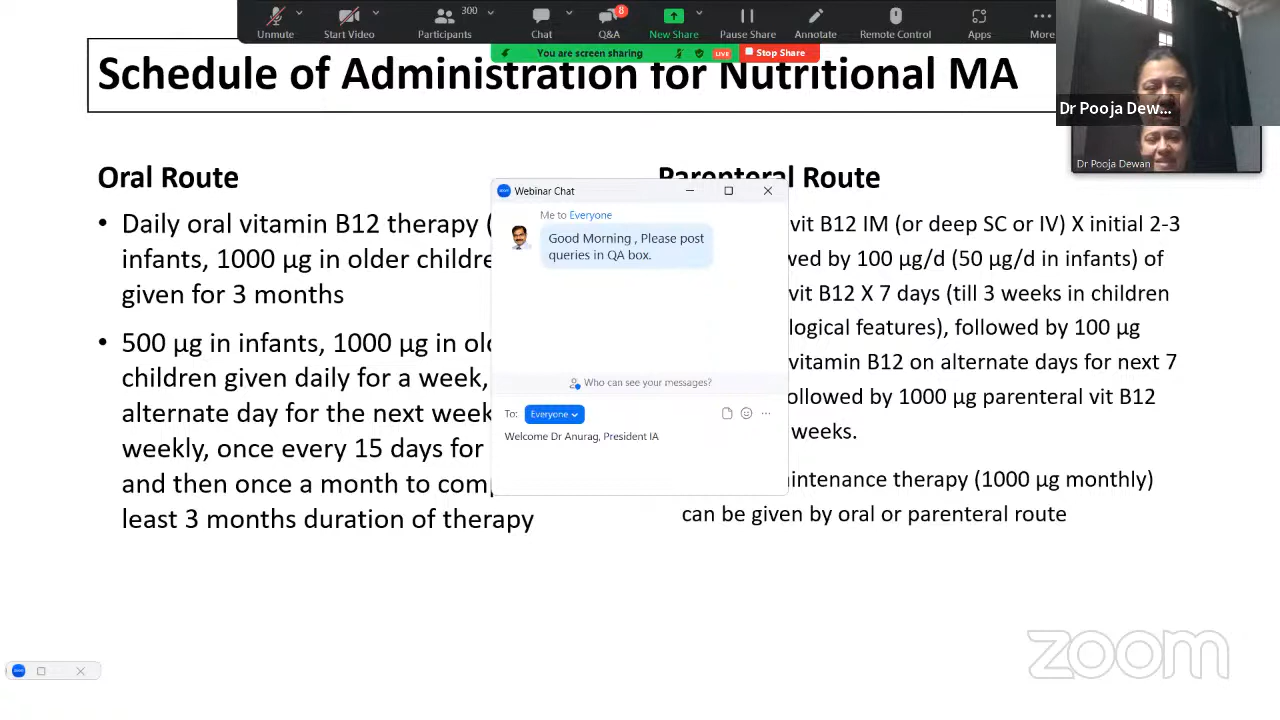 Unmute
Start Video
Participants
300
Chat
Q&A
8
New Share
Pause Share
Annotate
Remote Control
Apps
More
You are screen sharing
LIVE
Stop Share
Schedule of Administration for Nutritional MA
Dr Pooja Dew...
Dr Pooja Dewan
Oral Route
• Daily oral vitamin B12 therapy (
infants, 1000 µg in older childre
given for 3 months
• 500 µg in infants, 1000 µg in old
children given daily for a week,
alternate day for the next week
weekly, once every 15 days for
and then once a month to com
least 3 months duration of therapy
Webinar Chat
Me to Everyone
Good Morning , Please post
queries in QA box.
Who can see your messages?
To: Everyone
Welcome Dr Anurag, President IA
Parenteral Route
vit B12 IM (or deep SC or IV) X initial 2-3
wed by 100 µg/d (50 µg/d in infants) of
vit B12 X 7 days (till 3 weeks in children
logical features), followed by 100 µg
vitamin B12 on alternate days for next 7
ollowed by 1000 µg parenteral vit B12
weeks.
intenance therapy (1000 µg monthly)
can be given by oral or parenteral route
zoom